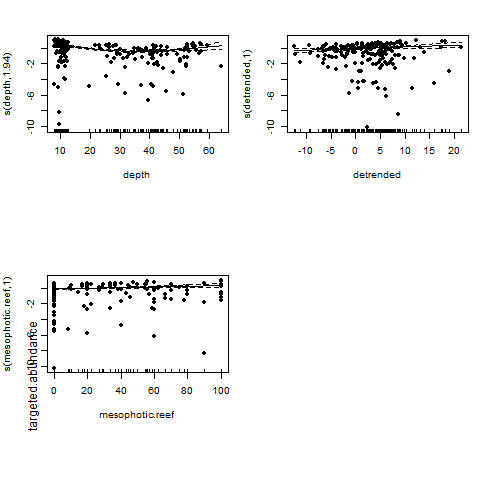 s(depth,1.94)
-2
-6
-10
10 20 30 40 50 60
depth
s(detrended,1)
-2
-6
-10
-10 -5 0 5 10 15 20
detrended
s(mesophotic.reef,1)
targeted.abundance
-2
0 20 40 60 80 100
mesophotic.reef